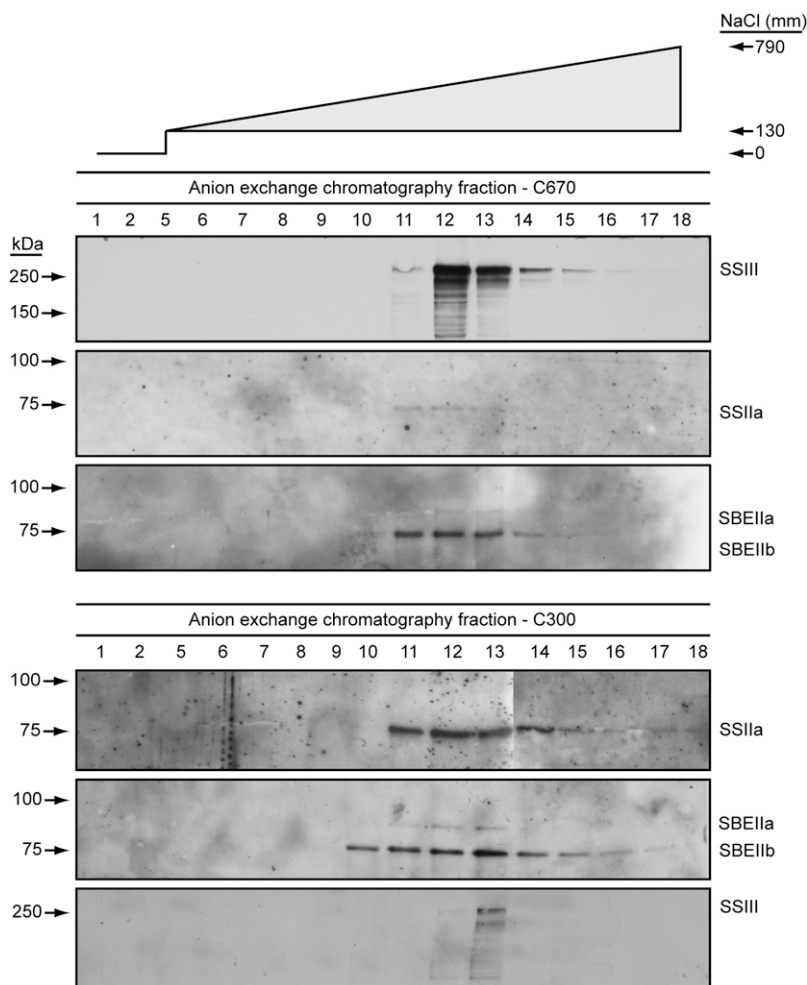 NaCl (mm)
790
130
0
Anion exchange chromatography fraction - C670
1 2 5 6 7 8 9 10 11 12 13 14 15 16 17 18
kDa
250
SSIII
150
100
75
SSIIa
100
SBEIIa
75
SBEIIb
Anion exchange chromatography fraction - C300
1 2 5 6 7 8 9 10 11 12 13 14 15 16 17 18
100
75
SSIIa
100
SBEIIa
75
SBEIIb
250
SSIII